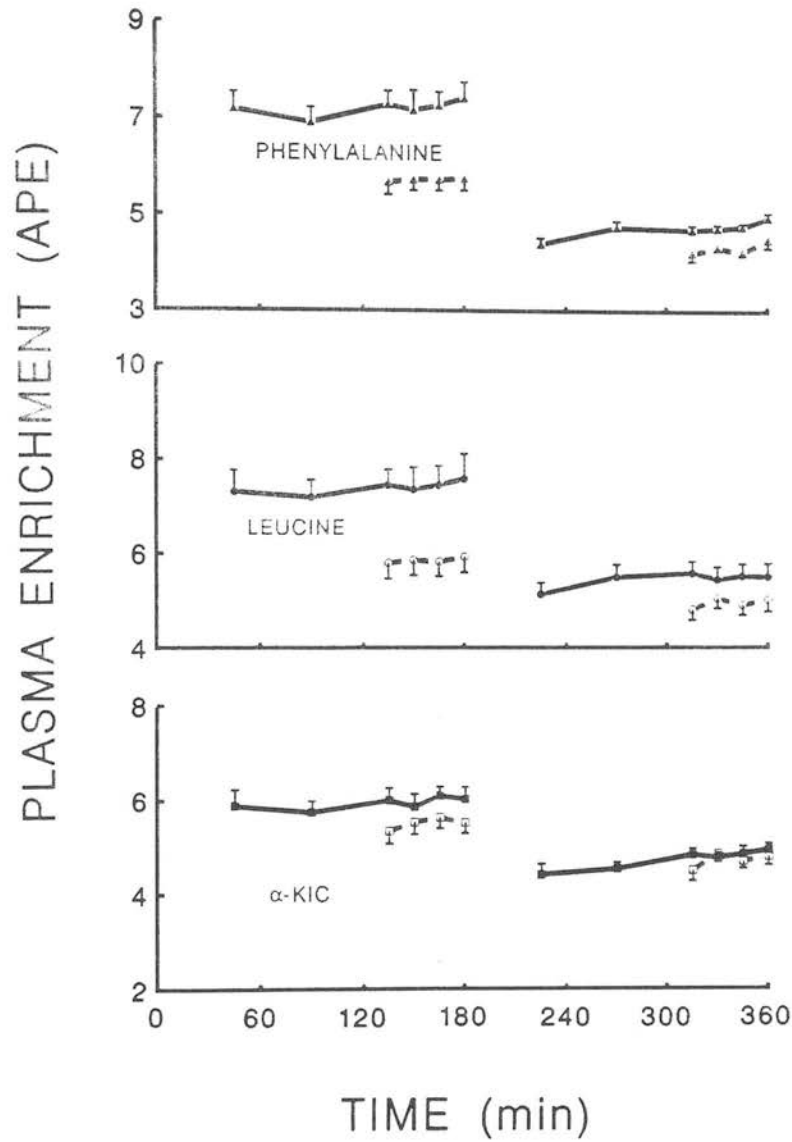 PLASMA ENRICHMENT (APE)
9
7
5
3
PHENYLALANINE
10
8
6
4
LEUCINE
8
6
4
2
α-KIC
0 60 120 180 240 300 360
TIME (min)